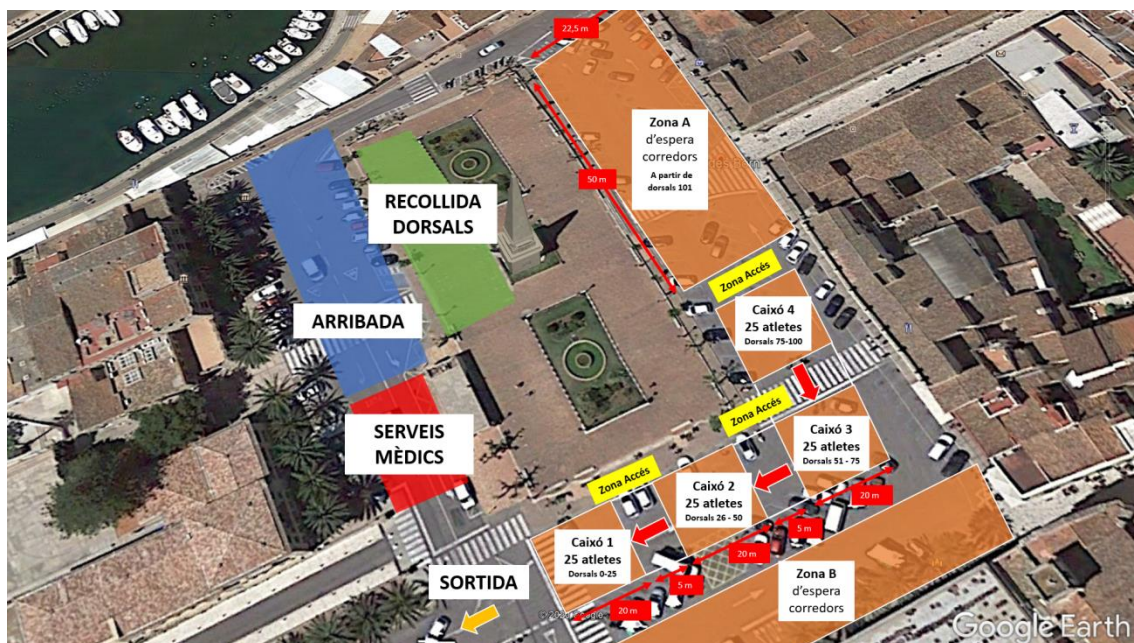 22,5 m
Zona A
d'espera
corredors
A partir de
dorsals 101
50 m
RECOLLIDA
DORSALS
Zona Accés
Caixó 4
25 atletes
Dorsals 75-100
ARRIBADA
Zona Accés
Caixó 3
25 atletes
Dorsals 51 - 75
SERVEIS
MÈDICS
Zona Accés
Caixó 2
25 atletes
Dorsals 26 - 50
20 m
5 m
Caixó 1
25 atletes
Dorsals 0-25
20 m
5 m
20 m
Zona B
d'espera
corredors
SORTIDA
Google Earth